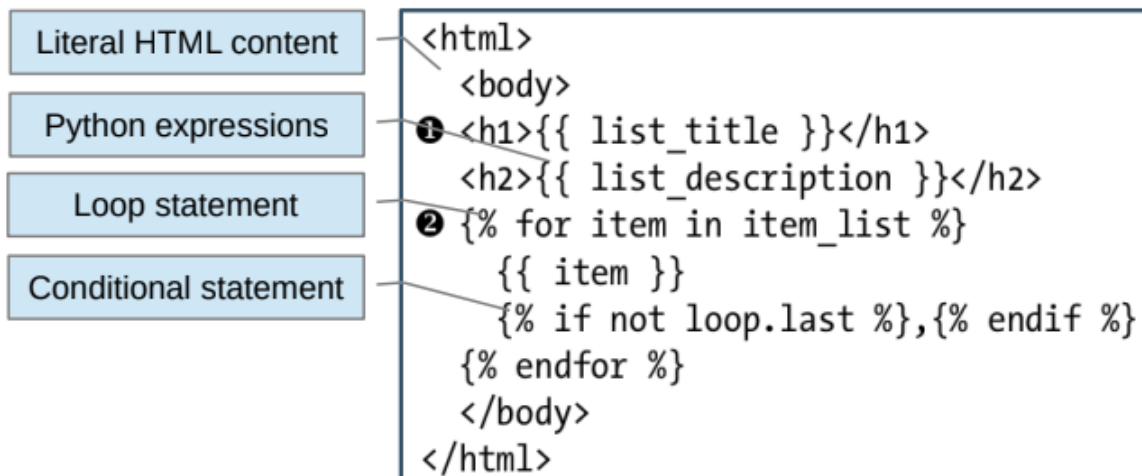 Literal HTML content
Python expressions
Loop statement
Conditional statement
<html>
<body>
❶ <h1>{{ list_title }}</h1>
<h2>{{ list_description }}</h2>
❷ {% for item in item_list %}
{{ item }}
{% if not loop.last %},{% endif %}
{% endfor %}
</body>
</html>